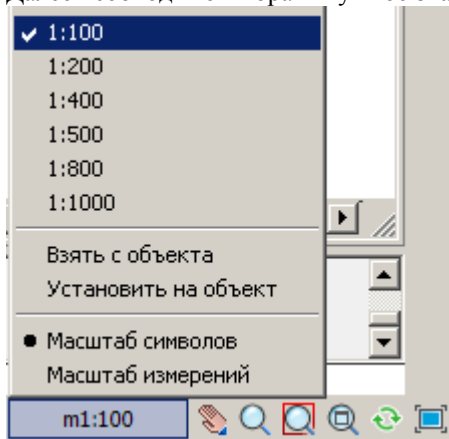 1:100
1:200
1:400
1:500
1:800
1:1000
Взять с объекта
Установить на объект
Масштаб символов
Масштаб измерений
m1:100